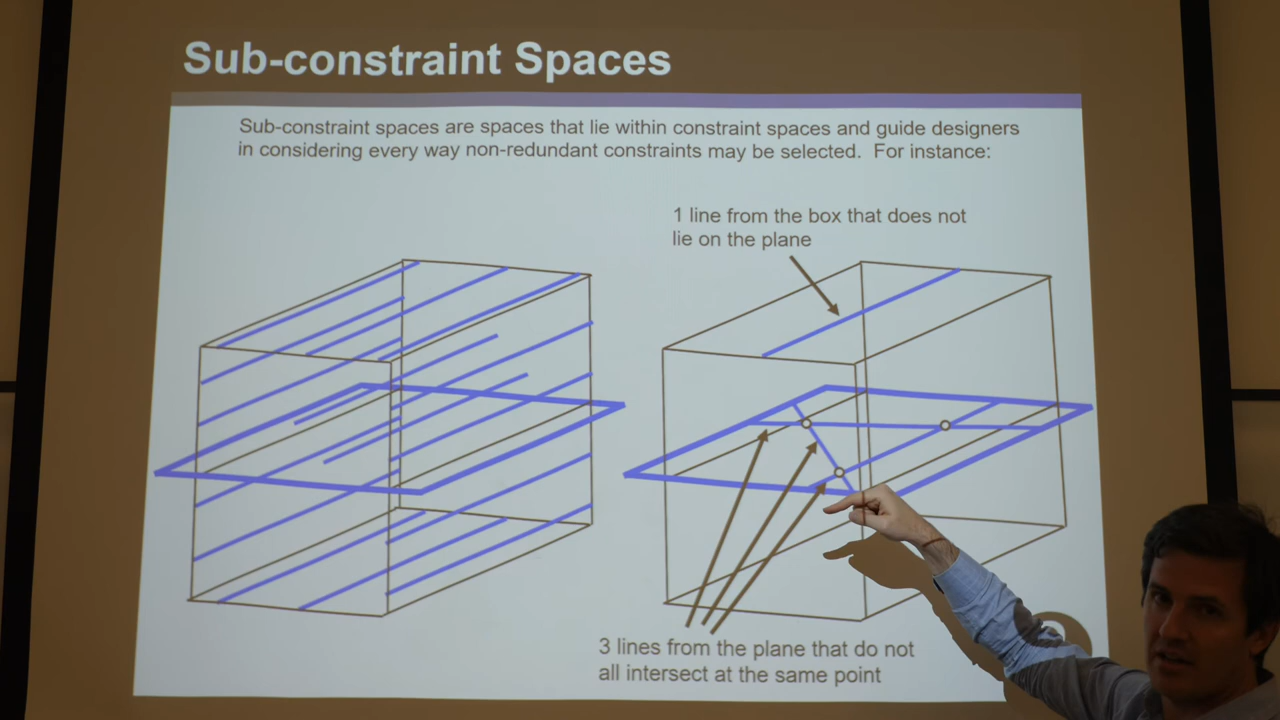 Sub-constraint Spaces
Sub-constraint spaces are spaces that lie within constraint spaces and guide designers
in considering every way non-redundant constraints may be selected. For instance:
1 line from the box that does not
lie on the plane
3 lines from the plane that do not
all intersect at the same point